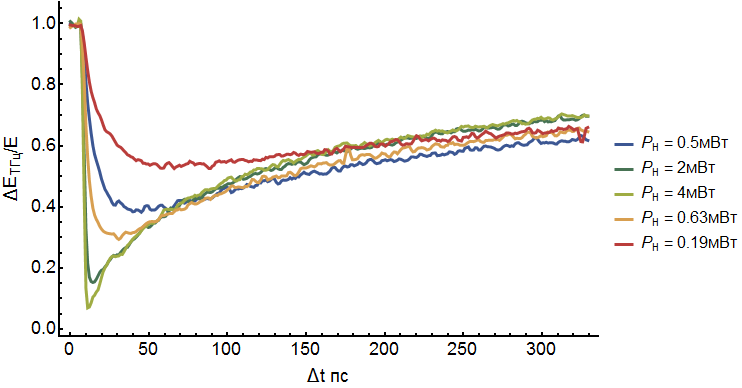 ΔE_ТГц/E
1.0
0.8
0.6
0.4
0.2
0.0
0
50
100
150
200
250
300
Δt пс
P_н = 0.5мВт
P_н = 2мВт
P_н = 4мВт
P_н = 0.63мВт
P_н = 0.19мВт